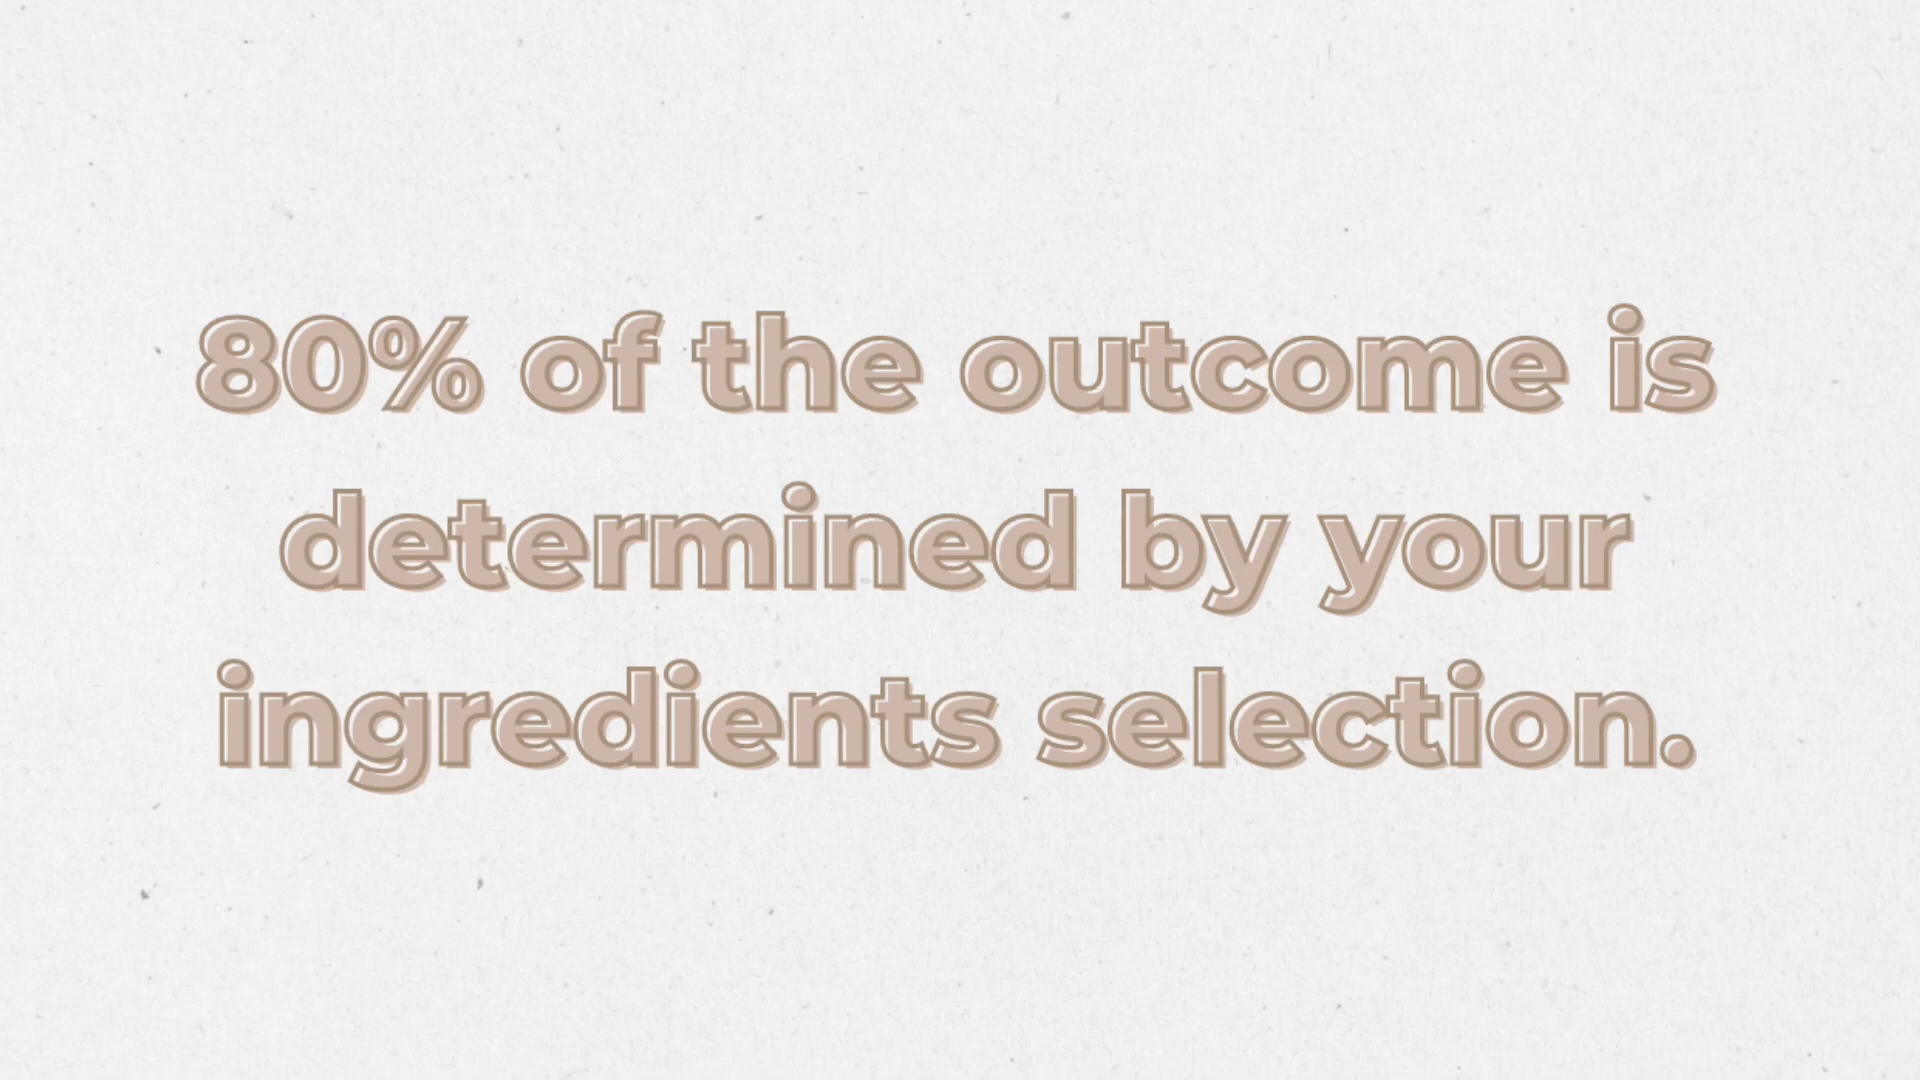 80% of the outcome is
determined by your
ingredients selection.